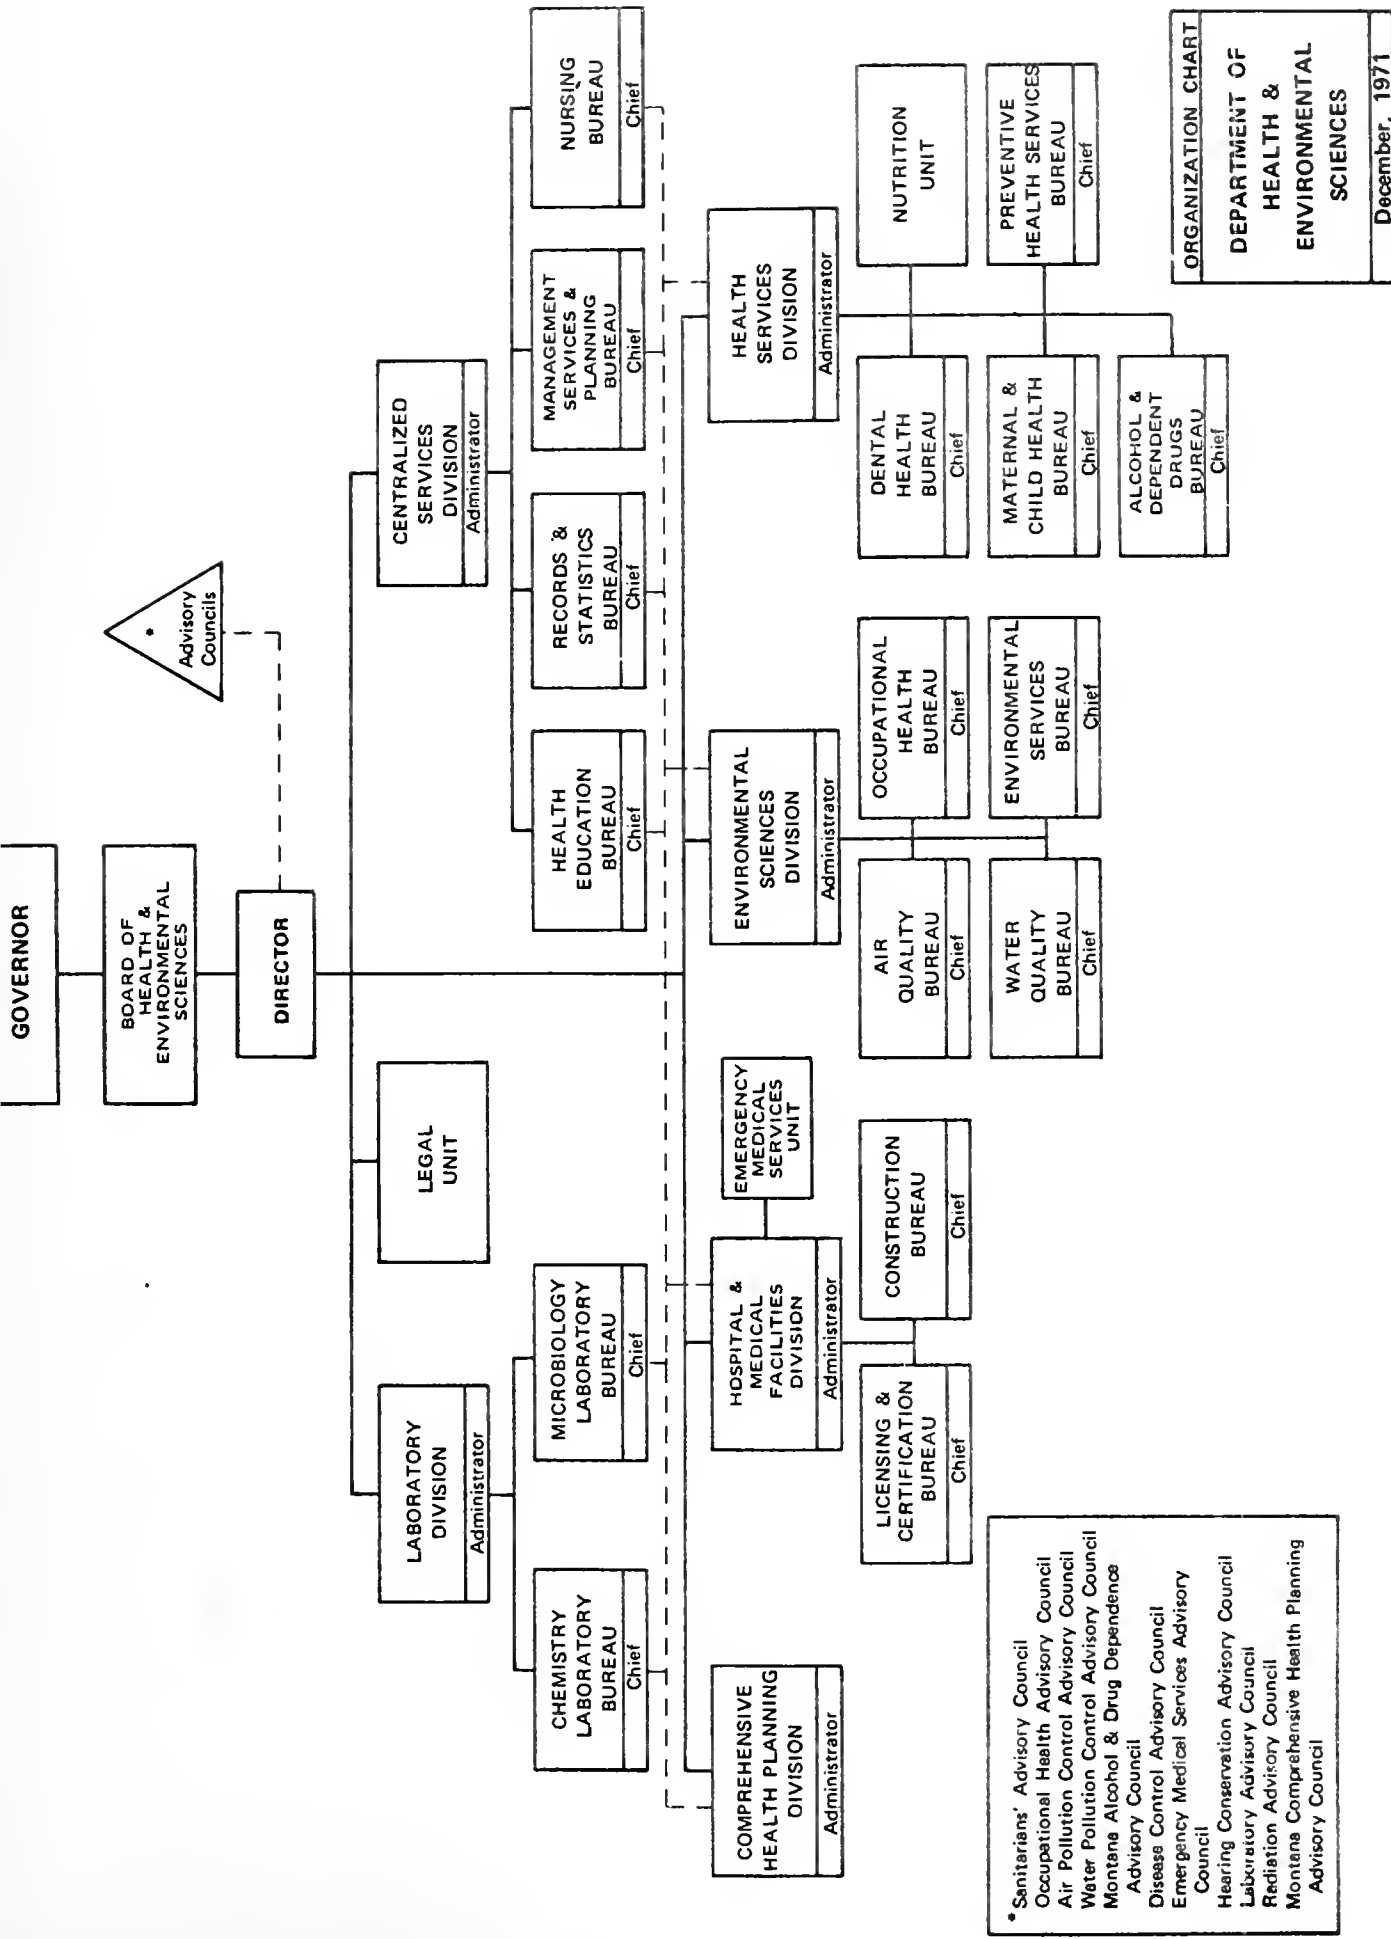 GOVERNOR
BOARD OF
HEALTH &
ENVIRONMENTAL
SCIENCES
DIRECTOR
*
Advisory
Councils
LABORATORY
DIVISION
Administrator
LEGAL
UNIT
CENTRALIZED
SERVICES
DIVISION
Administrator
CHEMISTRY
LABORATORY
BUREAU
Chief
MICROBIOLOGY
LABORATORY
BUREAU
Chief
HEALTH
EDUCATION
BUREAU
Chief
RECORDS &
STATISTICS
BUREAU
Chief
MANAGEMENT
SERVICES &
PLANNING
BUREAU
Chief
NURSING
BUREAU
Chief
COMPREHENSIVE
HEALTH PLANNING
DIVISION
Administrator
HOSPITAL &
MEDICAL
FACILITIES
DIVISION
Administrator
EMERGENCY
MEDICAL
SERVICES
UNIT
ENVIRONMENTAL
SCIENCES
DIVISION
Administrator
HEALTH
SERVICES
DIVISION
Administrator
LICENSING &
CERTIFICATION
BUREAU
Chief
CONSTRUCTION
BUREAU
Chief
AIR
QUALITY
BUREAU
Chief
OCCUPATIONAL
HEALTH
BUREAU
Chief
DENTAL
HEALTH
BUREAU
Chief
NUTRITION
UNIT
WATER
QUALITY
BUREAU
Chief
ENVIRONMENTAL
SERVICES
BUREAU
Chief
MATERNAL &
CHILD HEALTH
BUREAU
Chief
PREVENTIVE
HEALTH SERVICES
BUREAU
Chief
ALCOHOL &
DEPENDENT
DRUGS
BUREAU
Chief
* Sanitarians' Advisory Council
Occupational Health Advisory Council
Air Pollution Control Advisory Council
Water Pollution Control Advisory Council
Montana Alcohol & Drug Dependence
Advisory Council
Disease Control Advisory Council
Emergency Medical Services Advisory
Council
Hearing Conservation Advisory Council
Laboratory Advisory Council
Radiation Advisory Council
Montana Comprehensive Health Planning
Advisory Council
ORGANIZATION CHART
DEPARTMENT OF
HEALTH &
ENVIRONMENTAL
SCIENCES
December, 1971